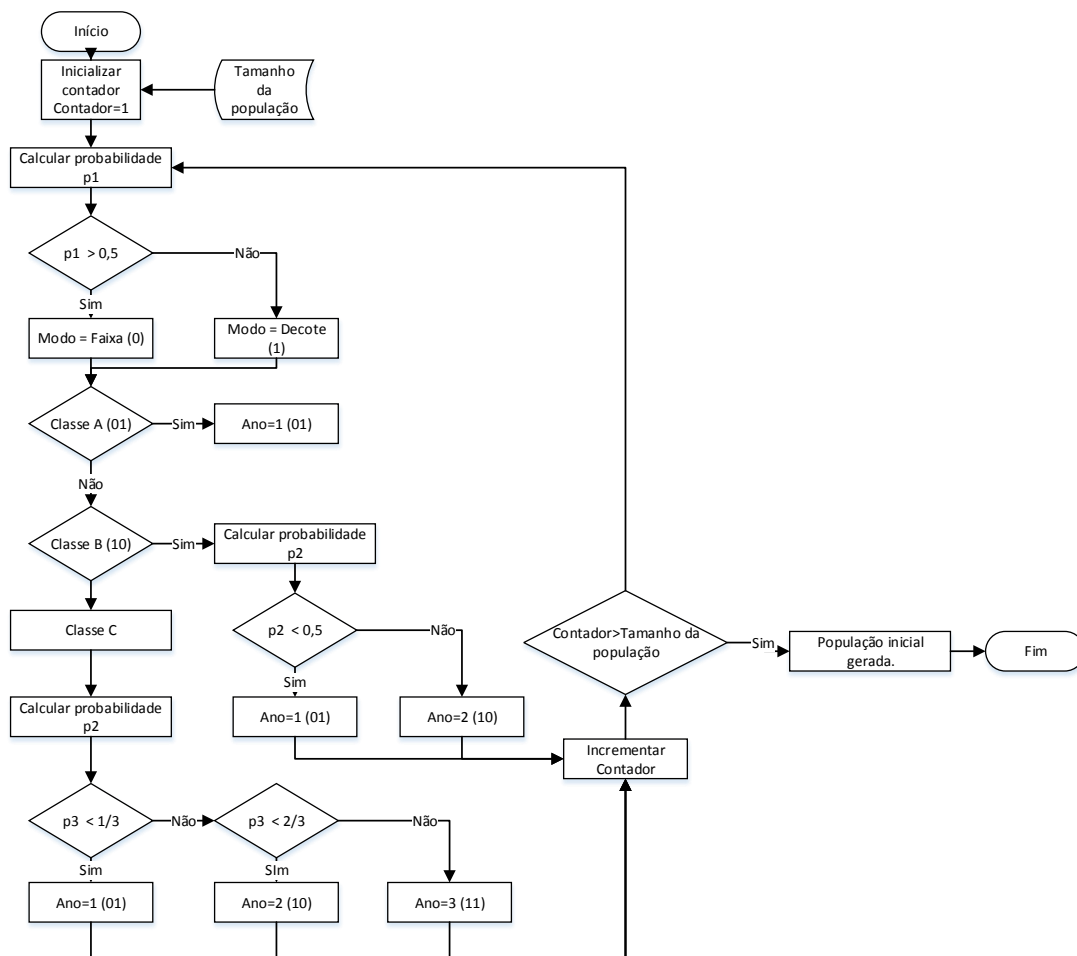 Início
Inicializar
contador
Contador=1
Tamanho
da
população
Calcular probabilidade
p1
p1 > 0,5
Não
Sim
Modo = Faixa (0)
Modo = Decote
(1)
Classe A (01)
Sim
Ano=1 (01)
Não
Classe B (10)
Sim
Calcular probabilidade
p2
Classe C
p2 < 0,5
Não
Sim
Ano=1 (01)
Ano=2 (10)
Contador>Tamanho da
população
Sim
População inicial
gerada.
Fim
Incrementar
Contador
Calcular probabilidade
p2
p3 < 1/3
Não
p3 < 2/3
Não
Sim
SIm
Ano=1 (01)
Ano=2 (10)
Ano=3 (11)